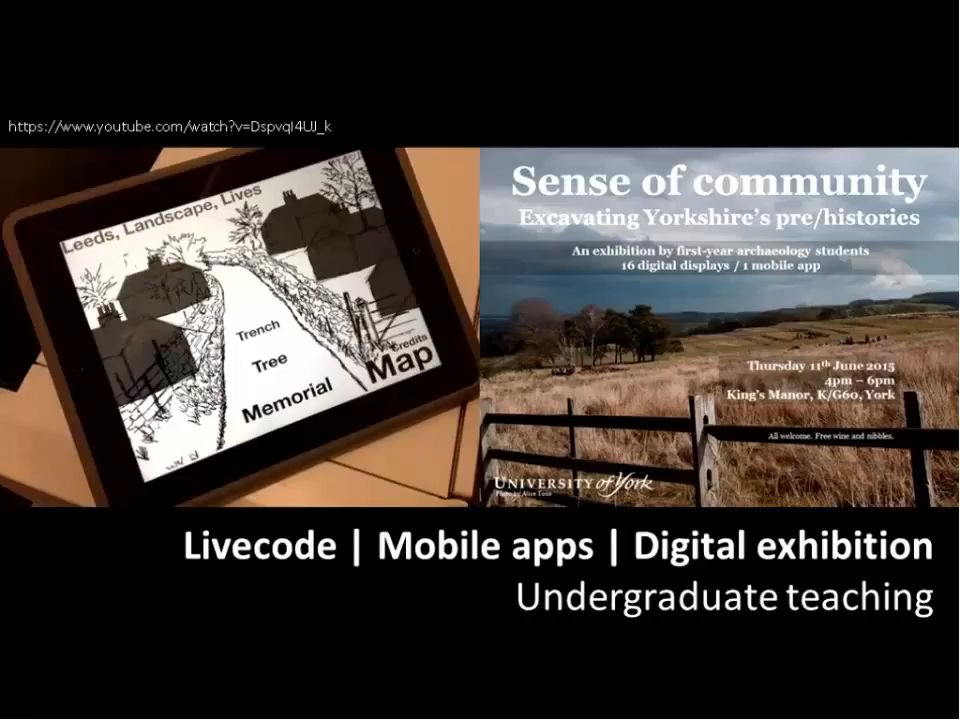 https://www.youtube.com/watch?v=DspvqI4UJ_k
Leeds, Landscape, Lives
Trench
Tree
Memorial
Credits
Map
Sense of community
Excavating Yorkshire's pre/histories
An exhibition by first-year archaeology students
16 digital displays / 1 mobile app
Thursday 11th June 2015
4pm – 6pm
King's Manor, K/G60, York
All welcome. Free wine and nibbles.
UNIVERSITY of York
Livecode | Mobile apps | Digital exhibition
Undergraduate teaching